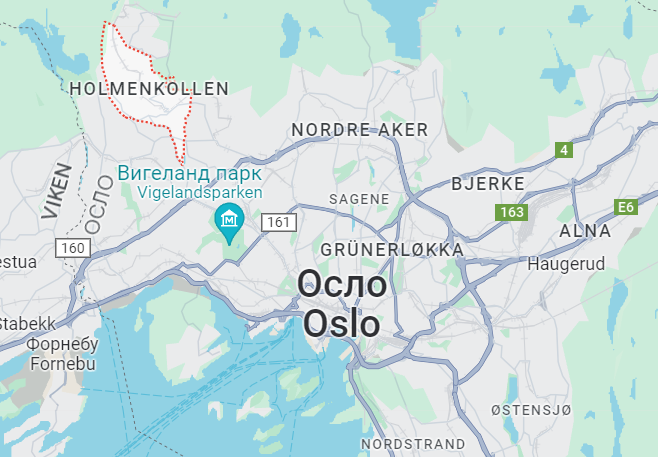 HOLMENKOLLEN
NORDRE AKER
4
Вигеланд парк
Vigelandsparken
VIKEN
ОСЛО
SAGENE
BJERKE
163
E6
161
160
GRÜNERLØKKA
ALNA
Haugerud
estua
Осло
Oslo
Stabekk
Форнебу
Fornebu
ØSTENSJØ
NORDSTRAND